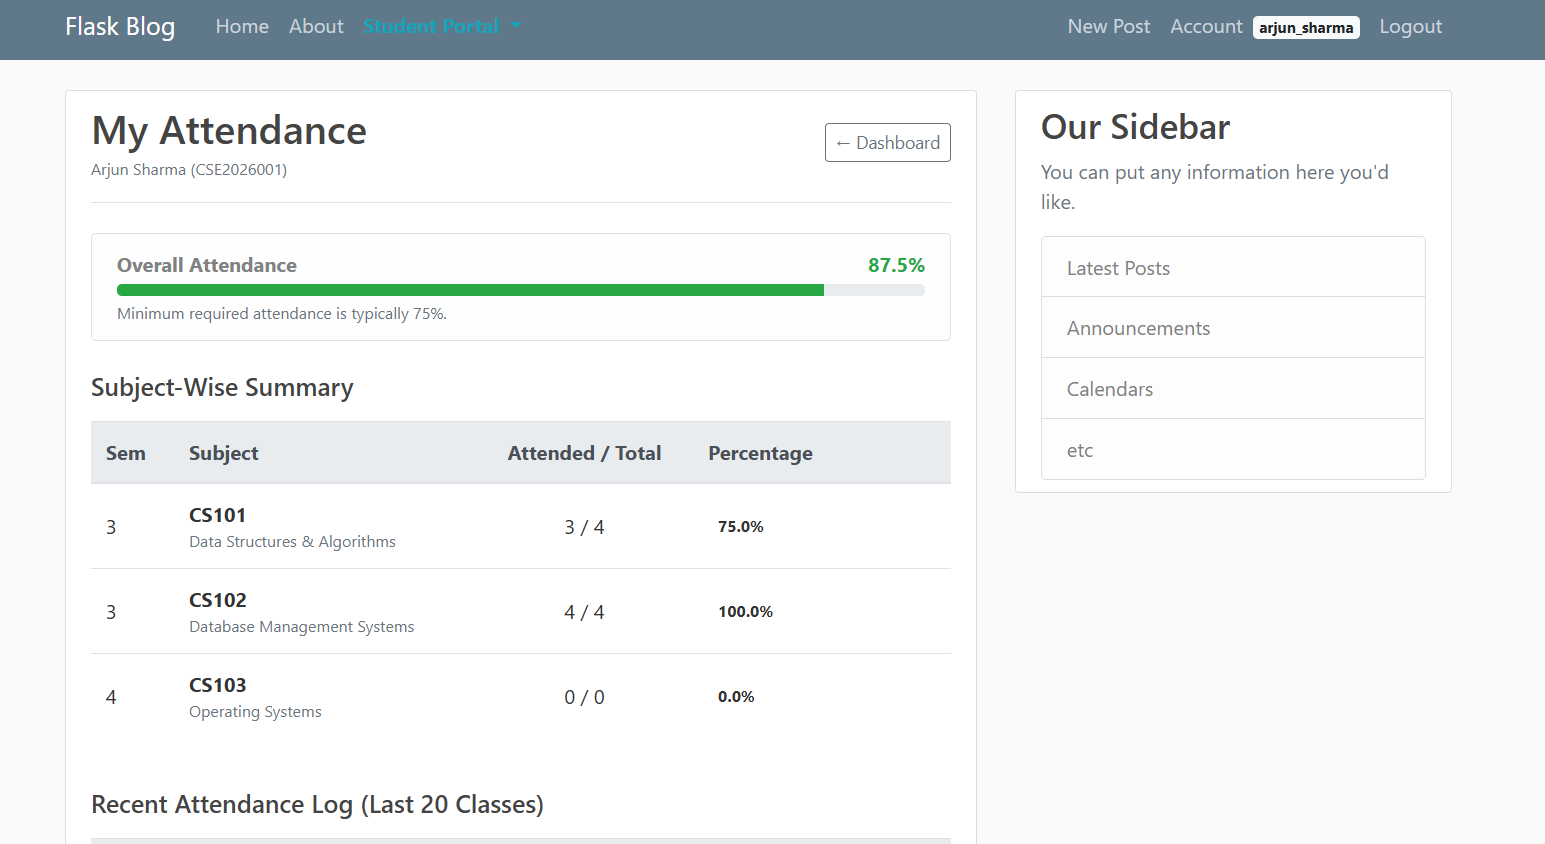 Flask Blog Home About Student Portal New Post Account arjun_sharma Logout
My Attendance
← Dashboard
Arjun Sharma (CSE2026001)
Overall Attendance 87.5%
Minimum required attendance is typically 75%.
Subject-Wise Summary
Sem Subject Attended / Total Percentage
3 CS101 3 / 4 75.0%
Data Structures & Algorithms
3 CS102 4 / 4 100.0%
Database Management Systems
4 CS103 0 / 0 0.0%
Operating Systems
Recent Attendance Log (Last 20 Classes)
Our Sidebar
You can put any information here you'd
like.
Latest Posts
Announcements
Calendars
etc